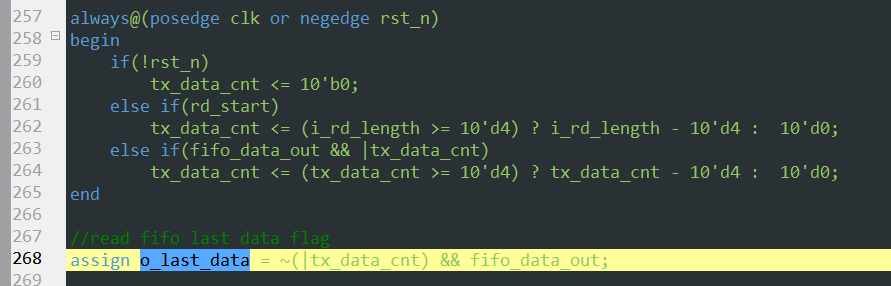 257 always@(posedge clk or negedge rst_n)
258 begin
259     if(!rst_n)
260         tx_data_cnt <= 10'b0;
261     else if(rd_start)
262         tx_data_cnt <= (i_rd_length >= 10'd4) ? i_rd_length - 10'd4 :  10'd0;
263     else if(fifo_data_out && |tx_data_cnt)
264         tx_data_cnt <= (tx_data_cnt >= 10'd4) ? tx_data_cnt - 10'd4 :  10'd0;
265 end
266
267 //read fifo last data flag
268 assign o_last_data = ~(|tx_data_cnt) && fifo_data_out;
269